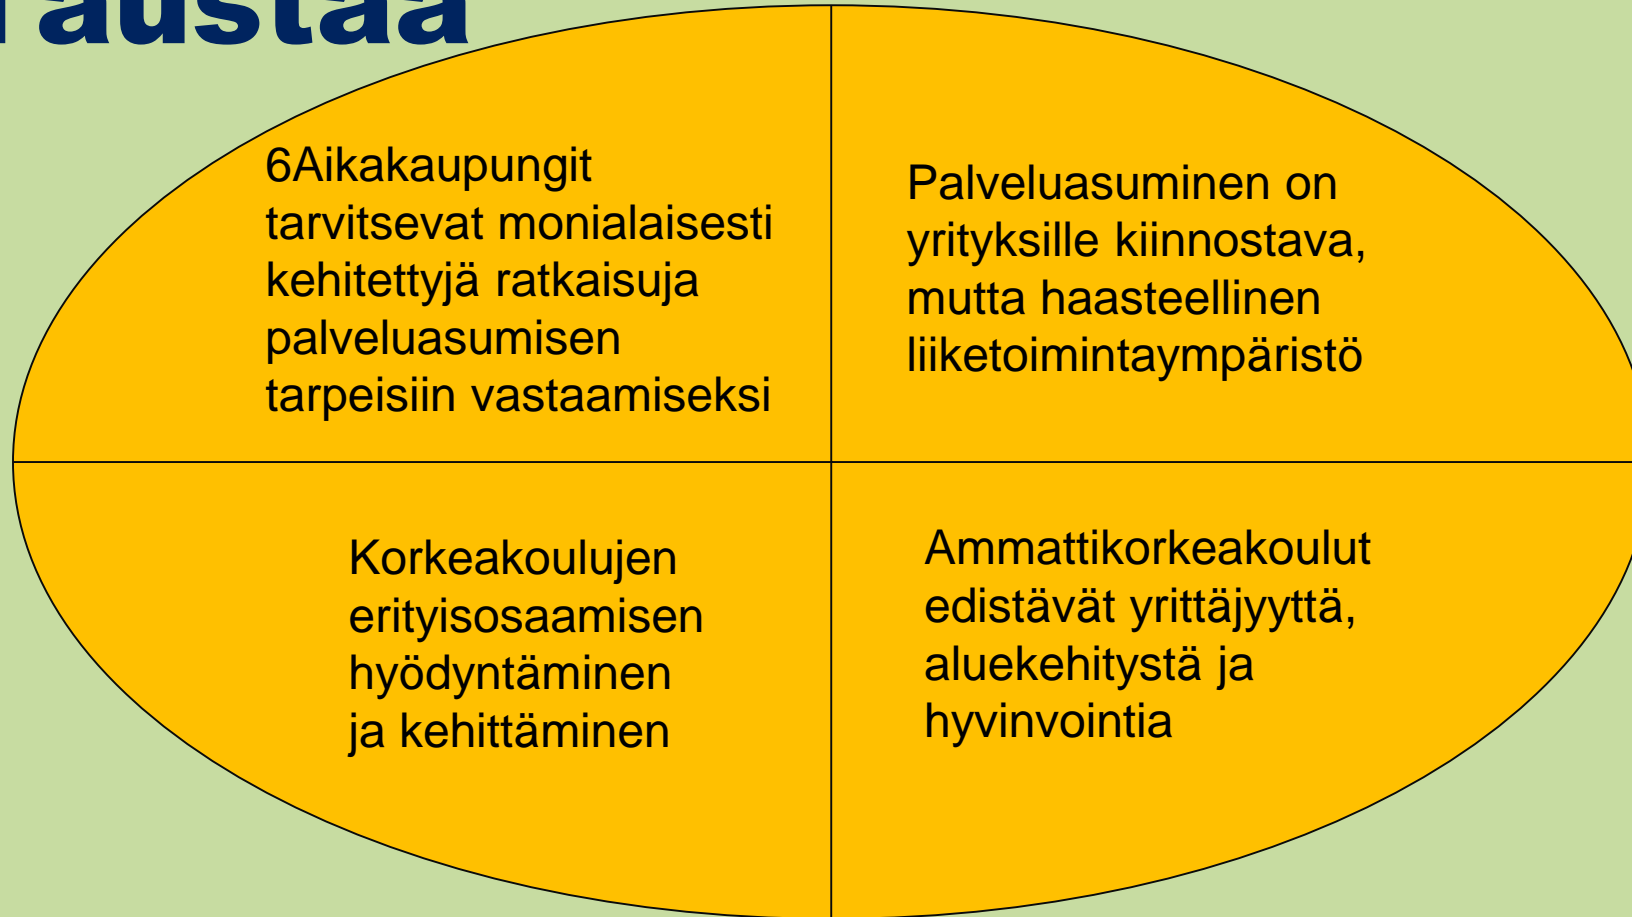 Taustaa
6Aikakaupungit
tarvitsevat monialaisesti
kehitettyjä ratkaisuja
palveluasumisen
tarpeisiin vastaamiseksi
Palveluasuminen on
yrityksille kiinnostava,
mutta haasteellinen
liiketoimintaympäristö
Korkeakoulujen
erityisosaamisen
hyödyntäminen
ja kehittäminen
Ammattikorkeakoulut
edistävät yrittäjyyttä,
aluekehitystä ja
hyvinvointia